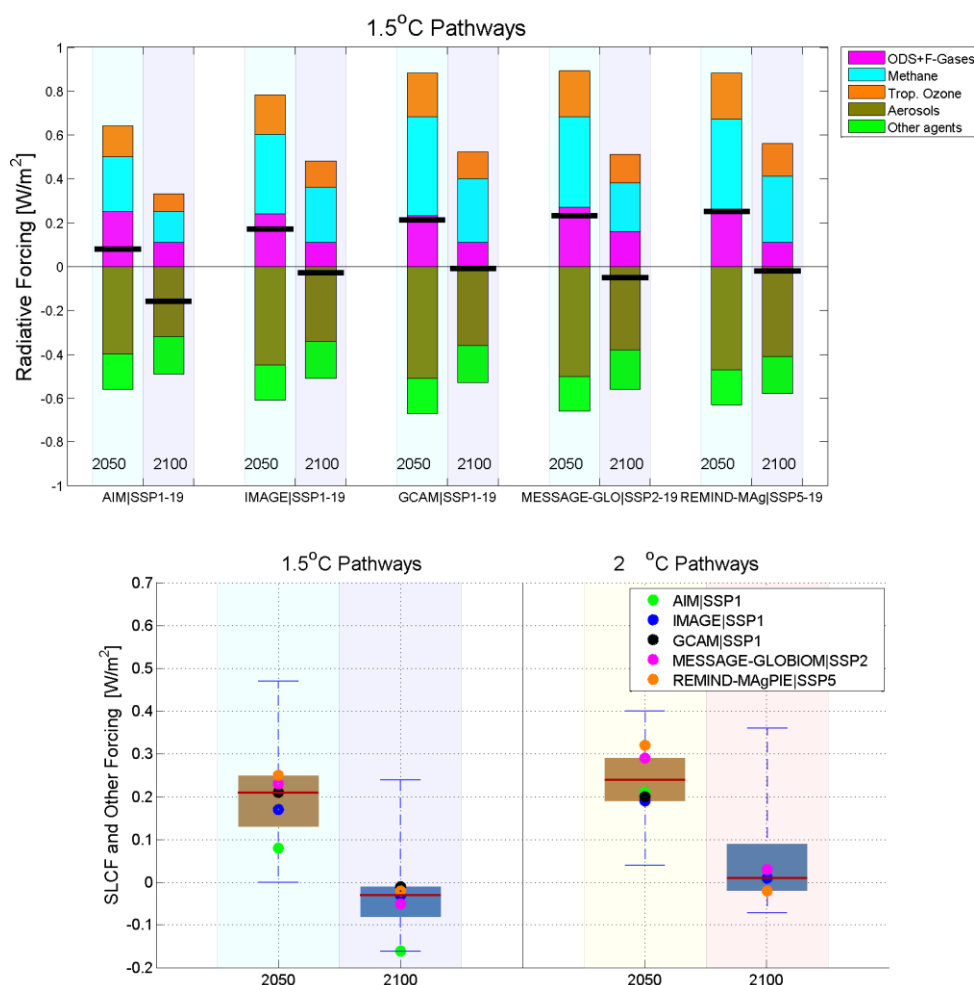 1.5°C Pathways
ODS+F-Gases
Methane
Trop. Ozone
Aerosols
Other agents
Radiative Forcing [W/m²]
1
0.8
0.6
0.4
0.2
0
-0.2
-0.4
-0.6
-0.8
-1
2050 2100 2050 2100 2050 2100 2050 2100 2050 2100
AIM|SSP1-19 IMAGE|SSP1-19 GCAM|SSP1-19 MESSAGE-GLO|SSP2-19 REMIND-MAg|SSP5-19
1.5°C Pathways 2 °C Pathways
AIM|SSP1
IMAGE|SSP1
GCAM|SSP1
MESSAGE-GLOBIOM|SSP2
REMIND-MAgPIE|SSP5
SLCF and Other Forcing [W/m²]
0.7
0.6
0.5
0.4
0.3
0.2
0.1
0
-0.1
-0.2
2050 2100 2050 2100